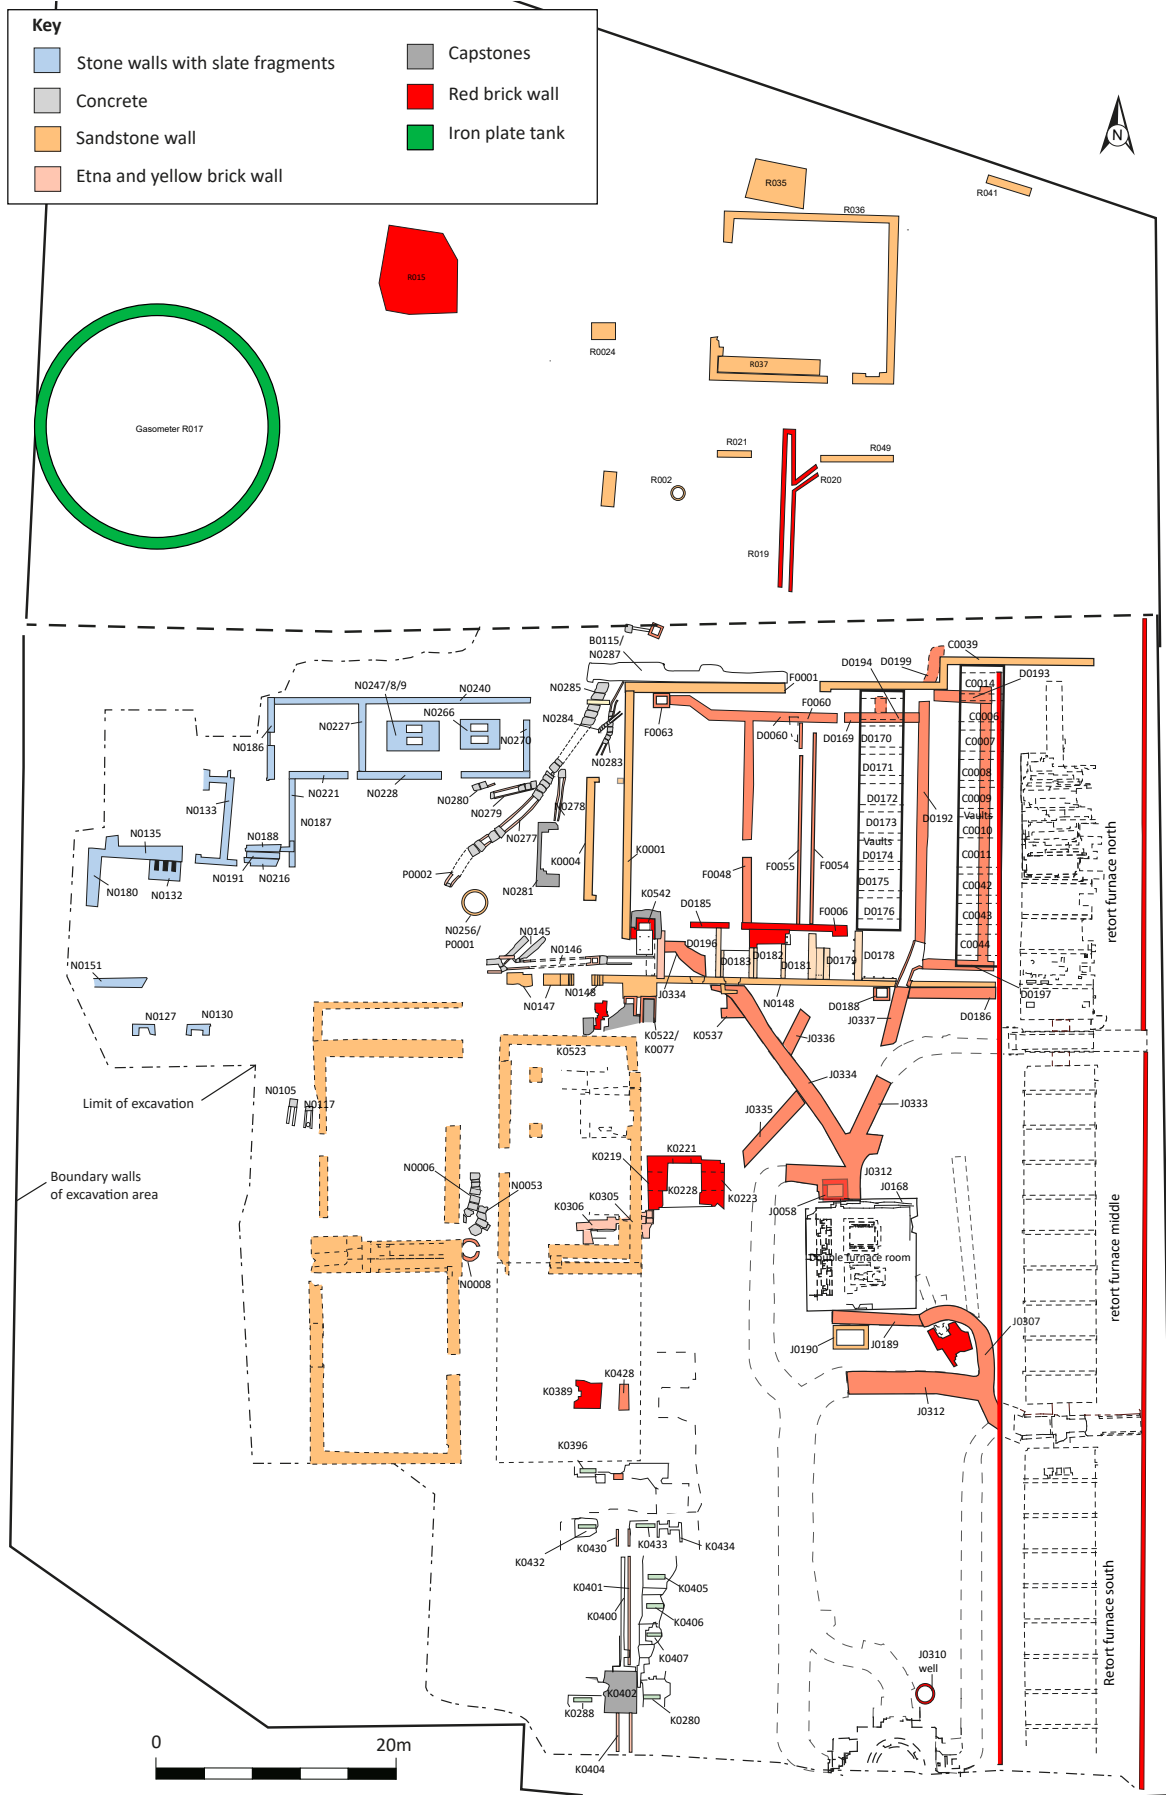 Key
Stone walls with slate fragments
Concrete
Sandstone wall
Etna and yellow brick wall
Capstones
Red brick wall
Iron plate tank
N
R035
R041
R036
R015
R0024
R037
Gasometer R017
R021
R049
R002
R020
R019
B0115/
N0287
C0039
D0194
D0199
D0193
N0247/8/9
N0240
N0285
F0001
C0014
N0266
F0060
N0227
N0284
C0006
F0063
D0060
D0169
D0170
N0186
N0270
C0007
N0283
D0171
C0008
N0221
N0228
N0280
N0279
N0278
D0172
C0009
N0133
N0187
Vaults
D0192
D0173
C0010
N0135
N0188
N0277
Vaults
K0004
K0001
D0174
C0011
F0055
F0054
P0002
F0048
N0191
N0216
N0281
D0175
C0042
N0180
N0132
K0542
D0185
D0176
C0043
F0006
N0256/
P0001
N0145
N0146
D0196
C0044
D0183
D0182
D0181
D0179
D0178
N0151
J0334
N0148
N0148
D0188
D0197
N0147
K0537
J0337
D0186
N0127
N0130
K0523
K0522/
K0077
J0336
retort furnace north
Limit of excavation
N0105
N0117
J0334
J0333
J0335
K0221
K0219
N0006
N0053
J0312
Boundary walls
of excavation area
K0228
K0223
J0168
K0305
K0306
J0058
Double furnace room
N0008
retort furnace middle
J0307
J0190
J0189
K0389
K0428
J0312
K0396
K0432
K0430
K0433
K0434
K0401
K0405
K0400
K0406
K0407
Retort furnace south
J0310
well
K0402
K0288
K0280
K0404
0
20m